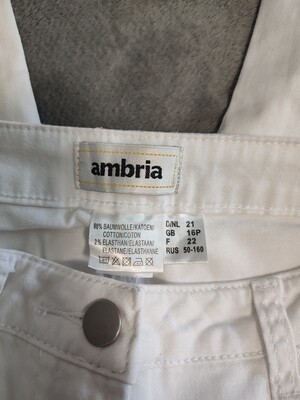 ambria
98% BAUMWOLLE/KATOEN/
COTTON/COTON
2% ELASTHAN/ELASTAAN/
ELASTANE/ELASTHANNE
D/NL 21
GB 16P
F 22
RUS 50-160